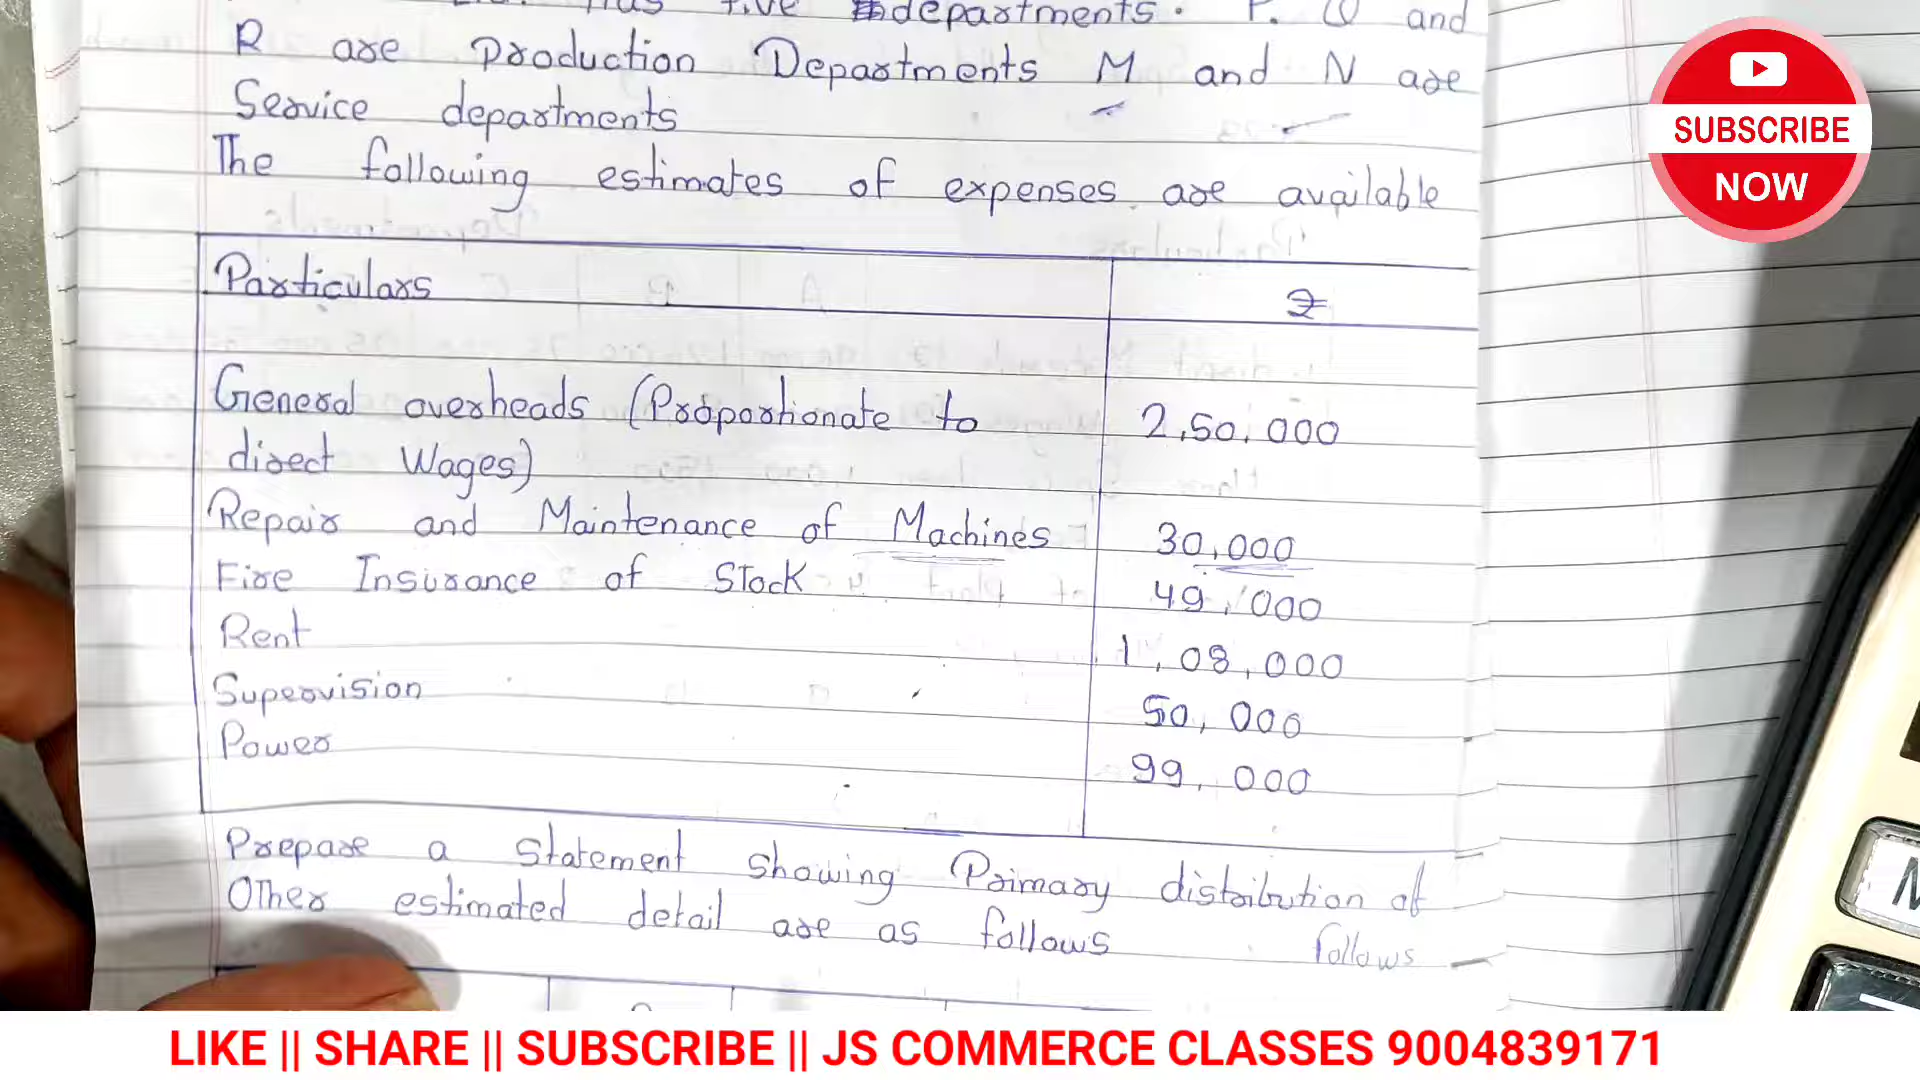 has five departments. P. Q and
R are Production Departments M and N are
Service departments
The following estimates of expenses are available
Particulars ₹
General overheads (Proportionate to 2,50,000
direct Wages)
Repair and Maintenance of Machines 30,000
Fire Insurance of Stock 49,000
Rent 1,08,000
Supervision 50,000
Power 99,000
Prepare a statement showing Primary distribution of
Other estimated detail are as follows follows
SUBSCRIBE
NOW
LIKE || SHARE || SUBSCRIBE || JS COMMERCE CLASSES 9004839171